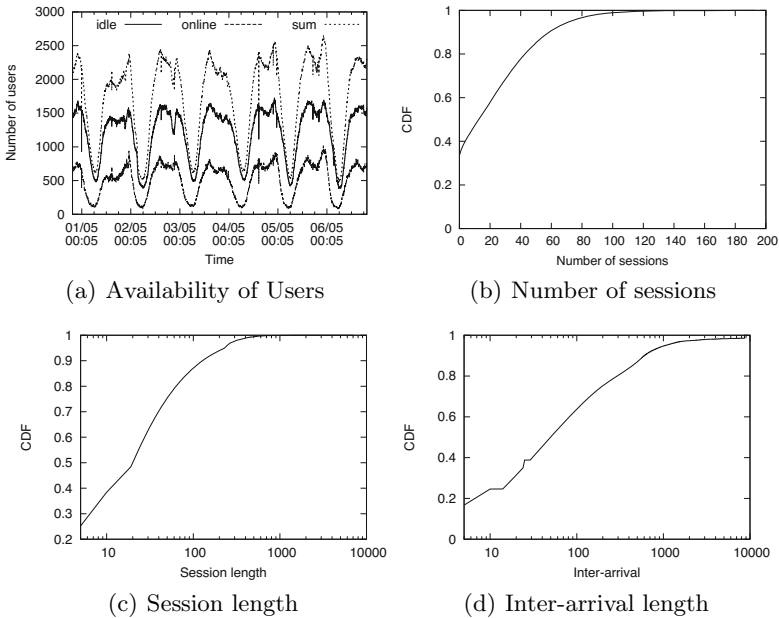 idle online sum
3000
2500
2000
1500
1000
500
0
Number of users
01/05 02/05 03/05 04/05 05/05 06/05
00:05 00:05 00:05 00:05 00:05 00:05
Time
(a) Availability of Users
1
0.8
0.6
0.4
0.2
0
CDF
0 20 40 60 80 100 120 140 160 180 200
Number of sessions
(b) Number of sessions
1
0.9
0.8
0.7
0.6
0.5
0.4
0.3
0.2
CDF
10 100 1000 10000
Session length
(c) Session length
1
0.8
0.6
0.4
0.2
0
CDF
10 100 1000 10000
Inter-arrival
(d) Inter-arrival length